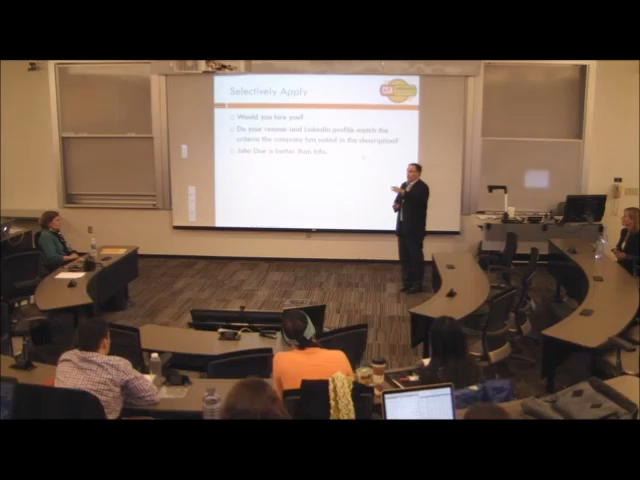 Selectively Apply
Would you hire you?
Do your resume and LinkedIn profile match the
criteria the company has noted in the description?
John Doe is better than Info.